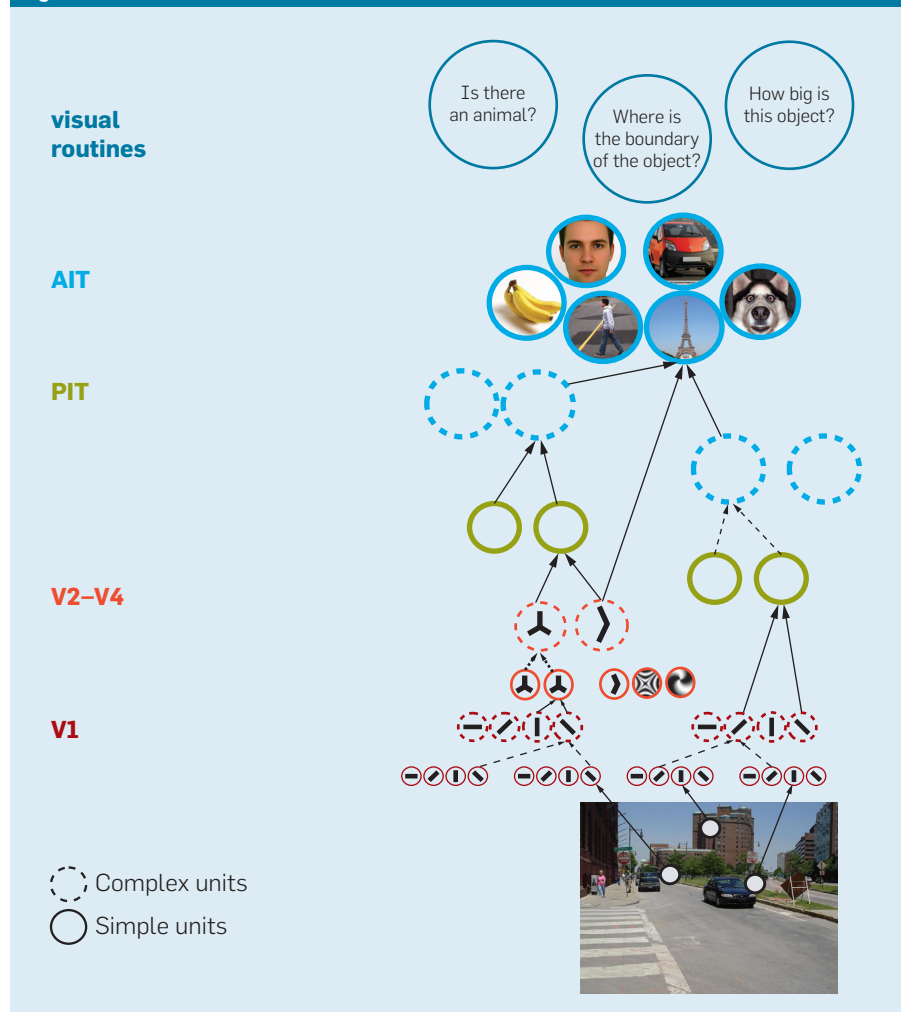 Is there
an animal?
Where is
the boundary
of the object?
How big is
this object?
visual
routines
AIT
PIT
V2–V4
V1
Complex units
Simple units